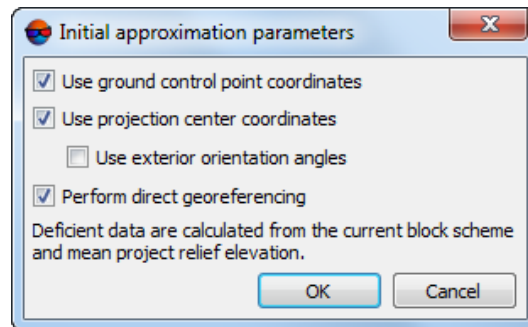 Initial approximation parameters
Use ground control point coordinates
Use projection center coordinates
Use exterior orientation angles
Perform direct georeferencing
Deficient data are calculated from the current block scheme
and mean project relief elevation.
OK
Cancel